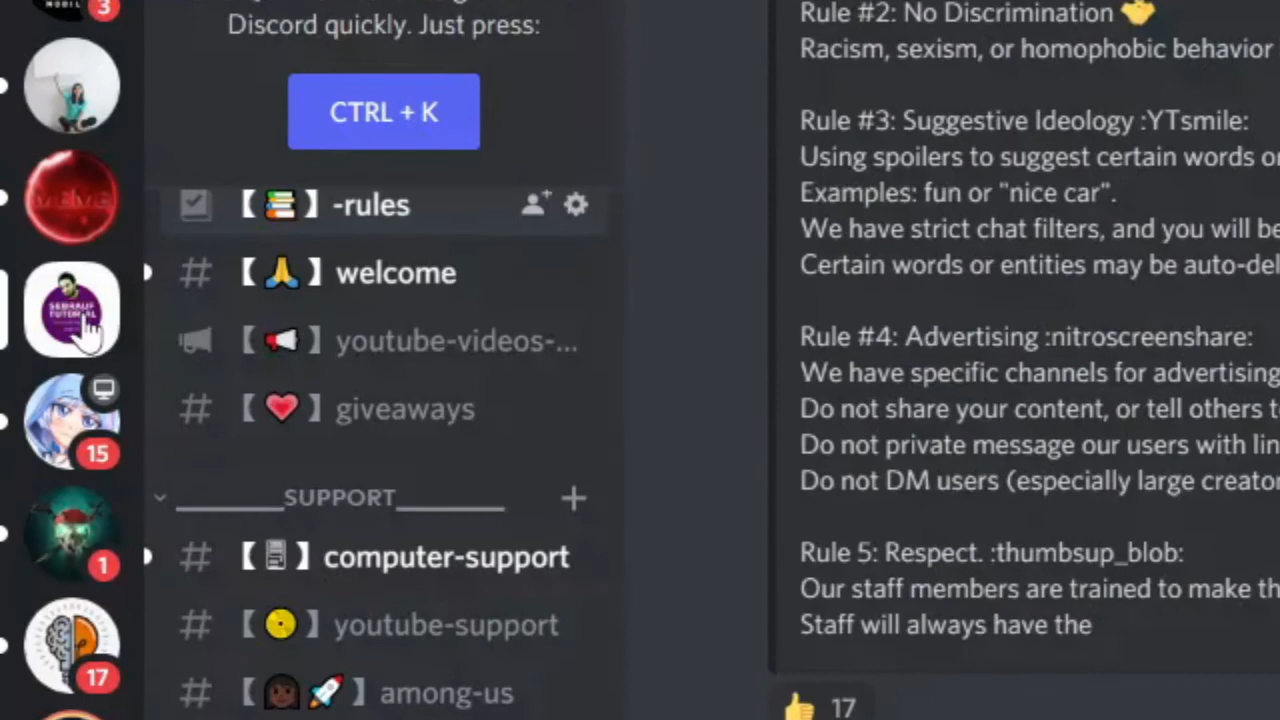 3
Discord quickly. Just press:
CTRL + K
MEME
【📚】-rules
【🙏】welcome
SEBRAUF
TUTORIAL
【📢】youtube-videos-...
【❤️】giveaways
15
______SUPPORT______
【🖥】computer-support
1
【📀】youtube-support
17
【👩🏿🚀】among-us
Rule #2: No Discrimination 🤝
Racism, sexism, or homophobic behavior
Rule #3: Suggestive Ideology :YTsmile:
Using spoilers to suggest certain words or
Examples: fun or "nice car".
We have strict chat filters, and you will be
Certain words or entities may be auto-del
Rule #4: Advertising :nitroscreenshare:
We have specific channels for advertising
Do not share your content, or tell others t
Do not private message our users with lin
Do not DM users (especially large creator
Rule 5: Respect. :thumbsup_blob:
Our staff members are trained to make th
Staff will always have the
👍 17